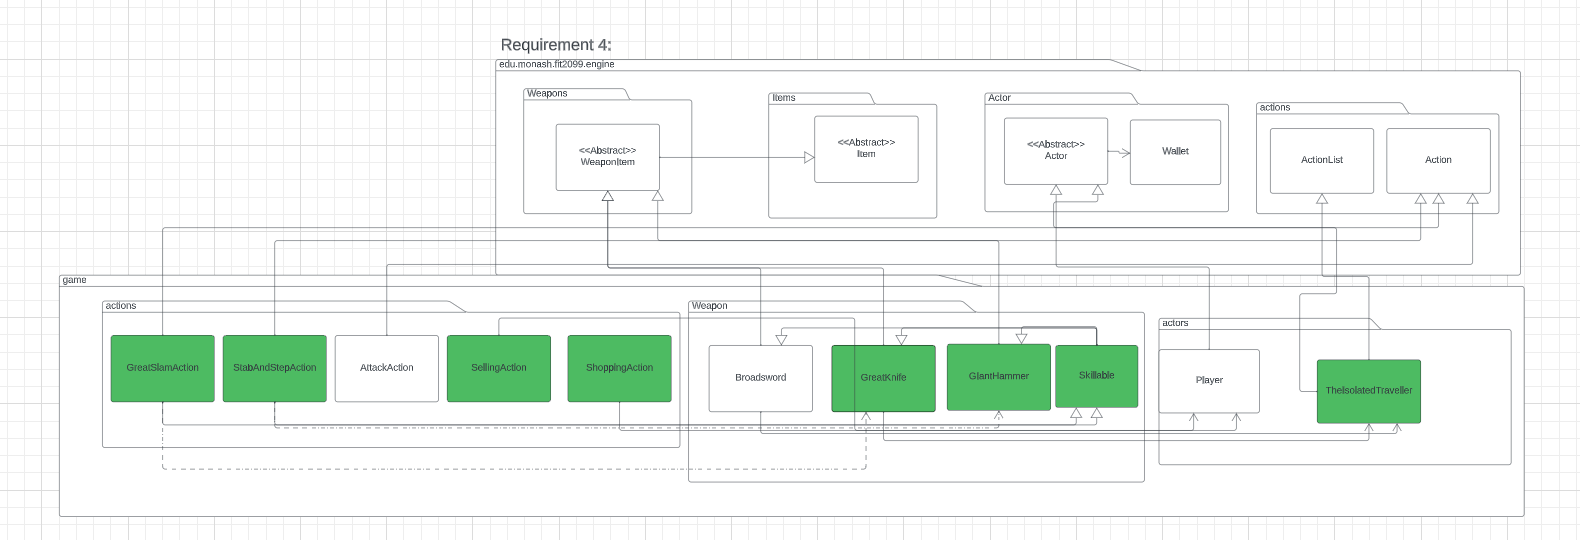 Requirement 4:
edu.monash.fit2099.engine
Weapons
Items
Actor
actions
<<Abstract>>
WeaponItem
<<Abstract>>
Item
<<Abstract>>
Actor
Wallet
ActionList
Action
game
actions
Weapon
actors
GreatSlamAction
StabAndStepAction
AttackAction
SellingAction
ShoppingAction
Broadsword
GreatKnife
GIantHammer
Skillable
Player
TheIsolatedTraveller